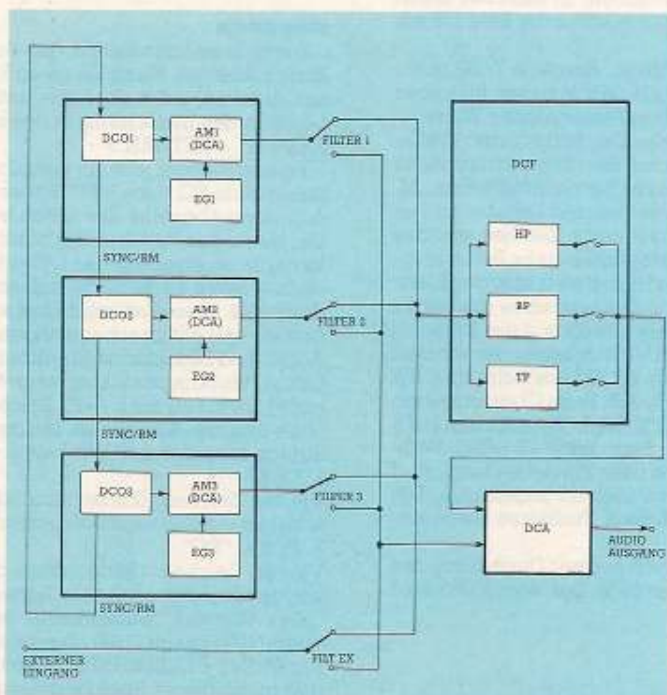 DCO1
AM1
(DCA)
EG1
FILTER 1
SYNC/RM
DCO2
AM2
(DCA)
EG2
FILTER 2
SYNC/RM
DCO3
AM3
(DCA)
EG3
FILTER 3
SYNC/RM
EXTERNER
EINGANG
FILT EX
DCF
HP
BP
TP
DCA
AUDIO
AUSGANG